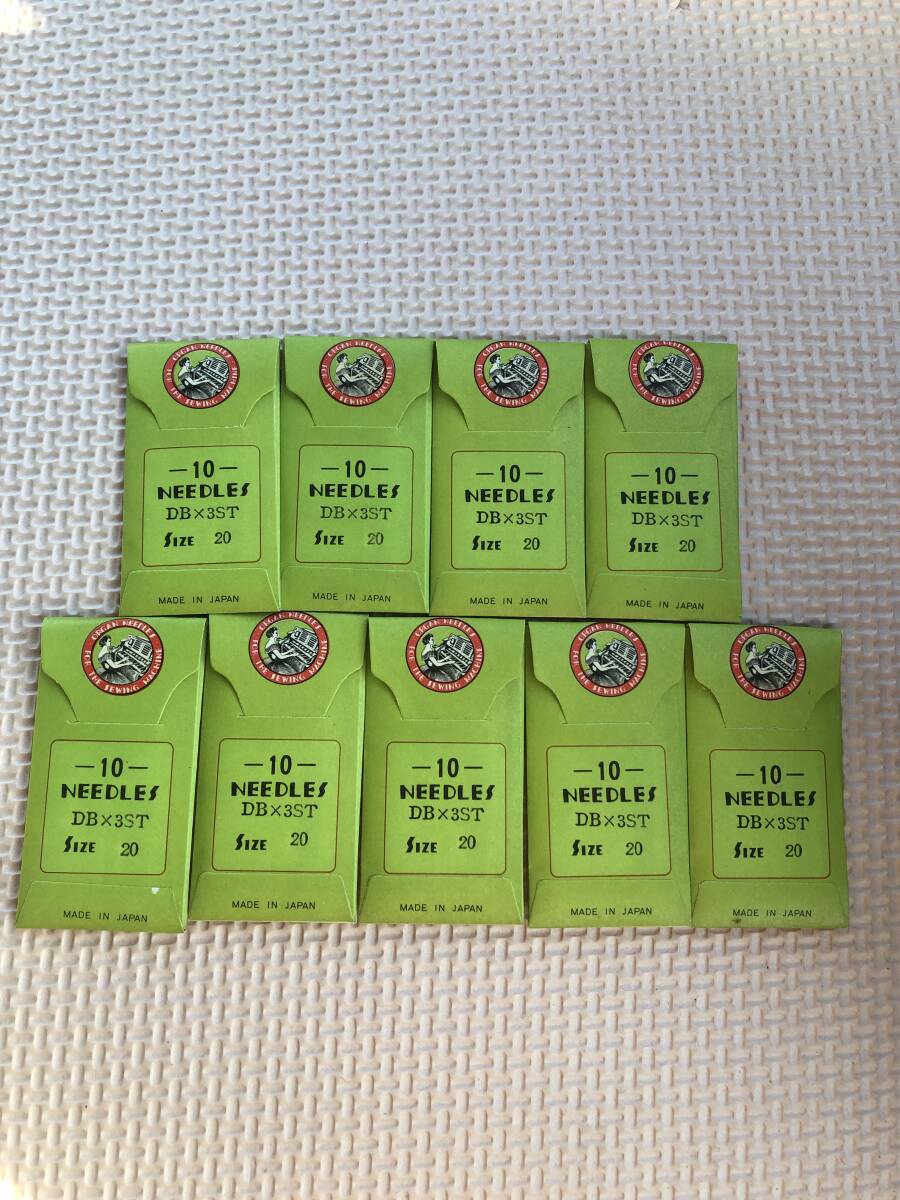 ORGAN NEEDLES
FOR THE SEWING MACHINE
—10—
NEEDLES
DB×3ST
SIZE 20
MADE IN JAPAN
ORGAN NEEDLES
FOR THE SEWING MACHINE
—10—
NEEDLES
DB×3ST
SIZE 20
MADE IN JAPAN
ORGAN NEEDLES
FOR THE SEWING MACHINE
—10—
NEEDLES
DB×3ST
SIZE 20
MADE IN JAPAN
ORGAN NEEDLES
FOR THE SEWING MACHINE
—10—
NEEDLES
DB×3ST
SIZE 20
MADE IN JAPAN
ORGAN NEEDLES
FOR THE SEWING MACHINE
—10—
NEEDLES
DB×3ST
SIZE 20
MADE IN JAPAN
ORGAN NEEDLES
FOR THE SEWING MACHINE
—10—
NEEDLES
DB×3ST
SIZE 20
MADE IN JAPAN
ORGAN NEEDLES
FOR THE SEWING MACHINE
—10—
NEEDLES
DB×3ST
SIZE 20
MADE IN JAPAN
ORGAN NEEDLES
FOR THE SEWING MACHINE
—10—
NEEDLES
DB×3ST
SIZE 20
MADE IN JAPAN
ORGAN NEEDLES
FOR THE SEWING MACHINE
—10—
NEEDLES
DB×3ST
SIZE 20
MADE IN JAPAN